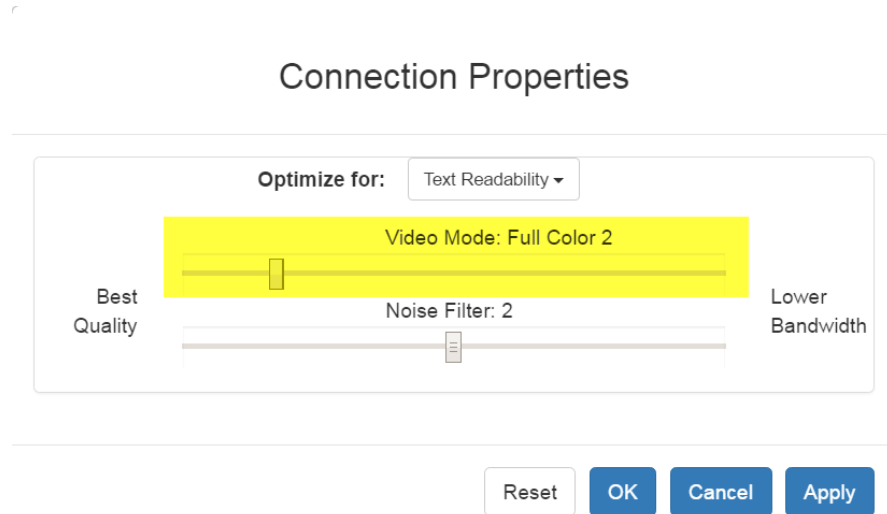 Connection Properties
Optimize for: Text Readability
Video Mode: Full Color 2
Best
Quality
Noise Filter: 2
Lower
Bandwidth
Reset OK Cancel Apply